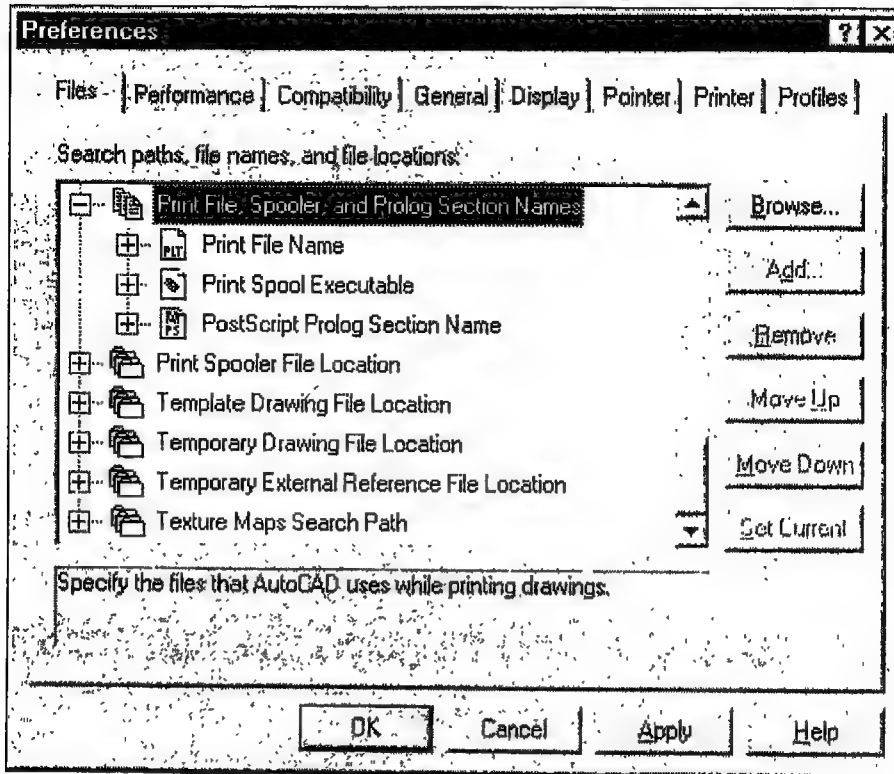 Preferences
Files Performance Compatibility General Display Pointer Printer Profiles
Search paths, file names, and file locations:
Print File, Spooler, and Prolog Section Names
Browse...
PLT Print File Name
Add...
Print Spool Executable
PS PostScript Prolog Section Name
Remove
Print Spooler File Location
Template Drawing File Location
Move Up
Temporary Drawing File Location
Move Down
Temporary External Reference File Location
Texture Maps Search Path
Set Current
Specify the files that AutoCAD uses while printing drawings.
OK Cancel Apply Help